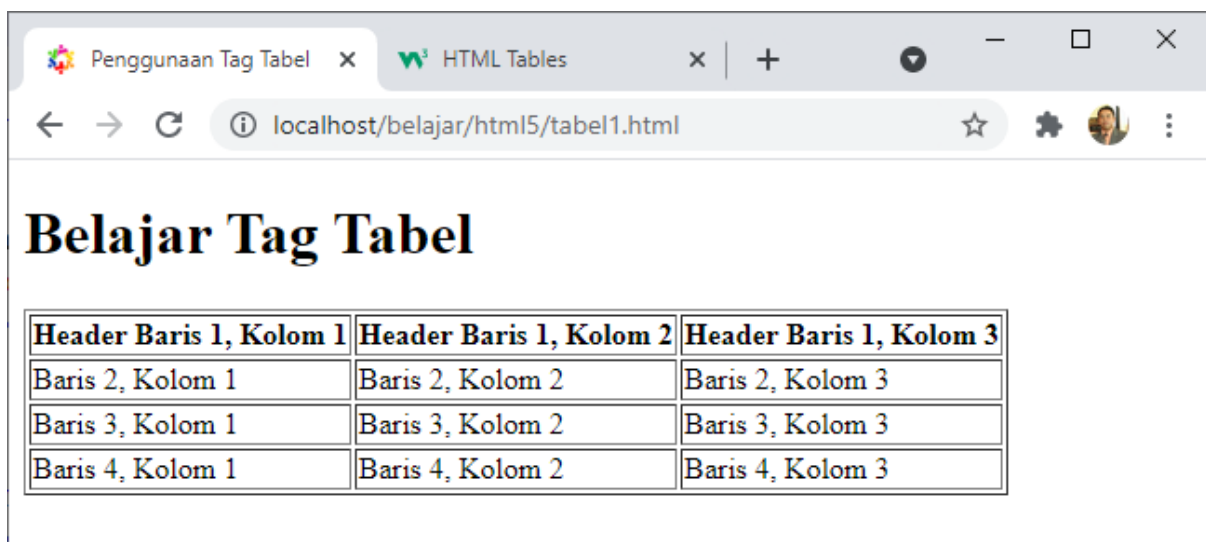 Penggunaan Tag Tabel
HTML Tables
localhost/belajar/html5/tabel1.html
Belajar Tag Tabel
Header Baris 1, Kolom 1 Header Baris 1, Kolom 2 Header Baris 1, Kolom 3
Baris 2, Kolom 1 Baris 2, Kolom 2 Baris 2, Kolom 3
Baris 3, Kolom 1 Baris 3, Kolom 2 Baris 3, Kolom 3
Baris 4, Kolom 1 Baris 4, Kolom 2 Baris 4, Kolom 3